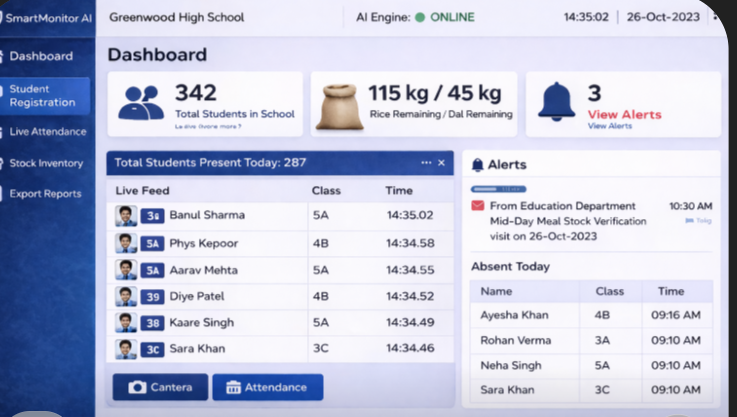 SmartMonitor AI
Greenwood High School
AI Engine: ONLINE
14:35:02 | 26-Oct-2023
Dashboard
Student
Registration
Live Attendance
Stock Inventory
Export Reports
Dashboard
342
Total Students in School
115 kg / 45 kg
Rice Remaining / Dal Remaining
3
View Alerts
View Alerts
Total Students Present Today: 287
Live Feed Class Time
Banul Sharma 5A 14:35.02
5A Phys Kepoor 4B 14:34.58
5A Aarav Mehta 5A 14:34.55
39 Diye Patel 4B 14:34.52
38 Kaare Singh 5A 14:34.49
3C Sara Khan 3C 14:34.46
Cantera
Attendance
Alerts
From Education Department 10:30 AM
Mid-Day Meal Stock Verification
visit on 26-Oct-2023
Absent Today
Name Class Time
Ayesha Khan 4B 09:16 AM
Rohan Verma 3A 09:10 AM
Neha Singh 5A 09:10 AM
Sara Khan 3C 09:10 AM